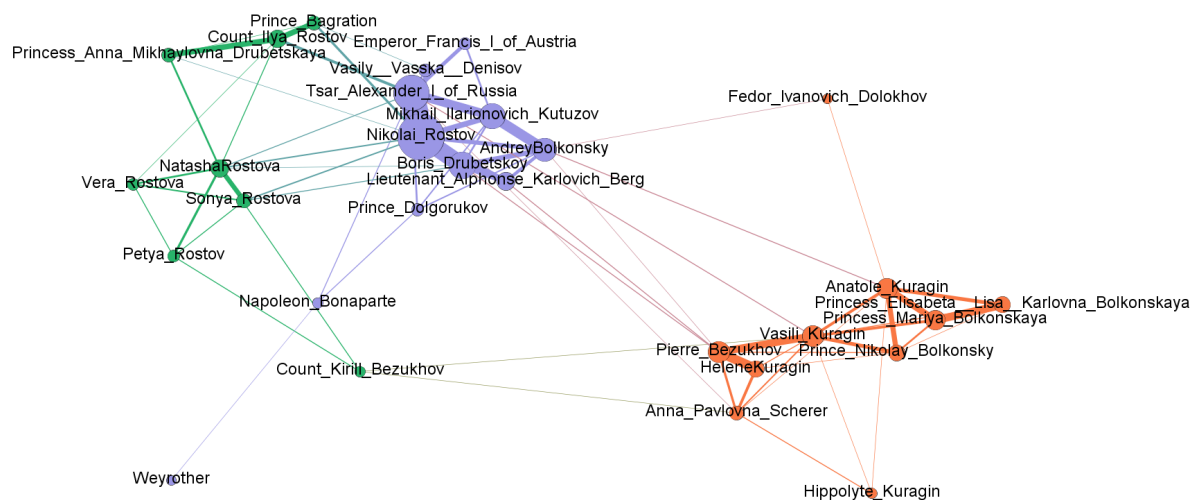 Prince_Bagration
Count_Ilya_Rostov
Emperor_Francis_I_of_Austria
Princess_Anna_Mikhaylovna_Drubetskaya
Vasily__Vasska__Denisov
Tsar_Alexander_I_of_Russia
Fedor_Ivanovich_Dolokhov
Mikhail_Ilarionovich_Kutuzov
Nikolai_Rostov
AndreyBolkonsky
Boris_Drubetskoy
NatashaRostova
Lieutenant_Alphonse_Karlovich_Berg
Vera_Rostova
Sonya_Rostova
Prince_Dolgorukov
Petya_Rostov
Anatole_Kuragin
Napoleon_Bonaparte
Princess_Elisabeta__Lisa__Karlovna_Bolkonskaya
Princess_Mariya_Bolkonskaya
Vasili_Kuragin
Pierre_Bezukhov
Prince_Nikolay_Bolkonsky
HeleneKuragin
Count_Kirill_Bezukhov
Anna_Pavlovna_Scherer
Weyrother
Hippolyte_Kuragin